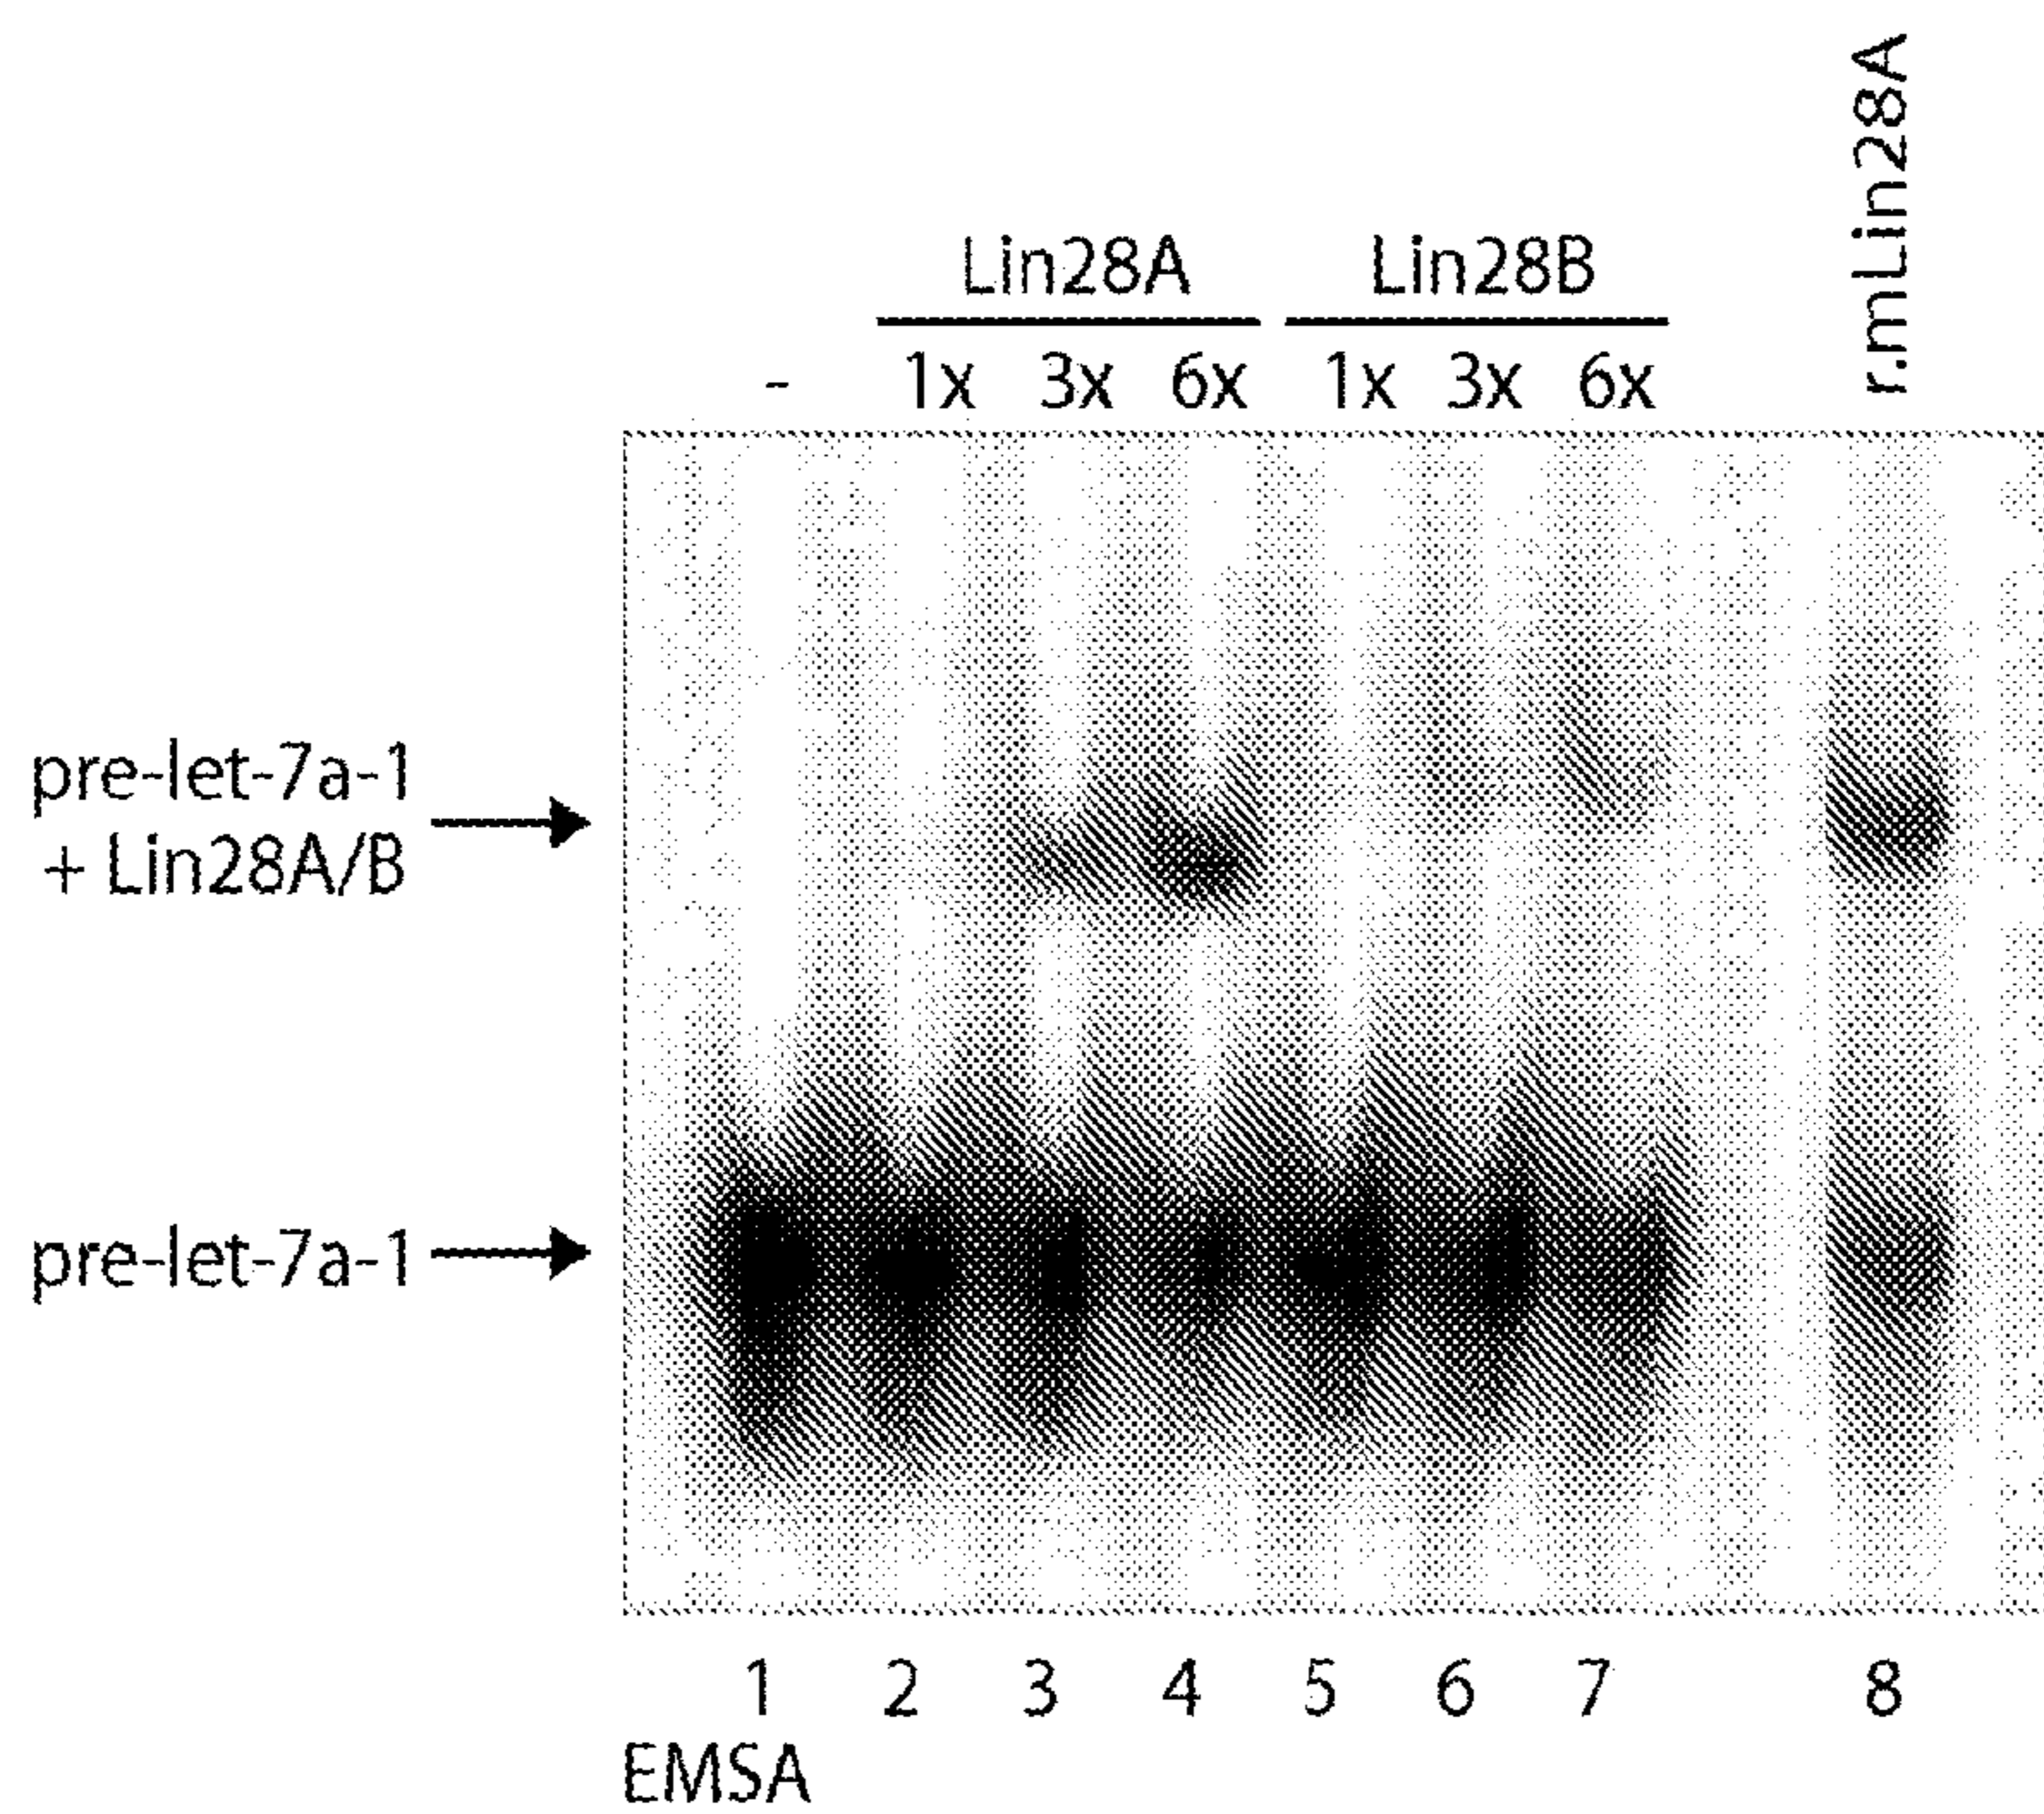 r.mLin28A
Lin28A Lin28B
- 1x 3x 6x 1x 3x 6x
pre-let-7a-1
+ Lin28A/B
pre-let-7a-1
1 2 3 4 5 6 7 8
EMSA